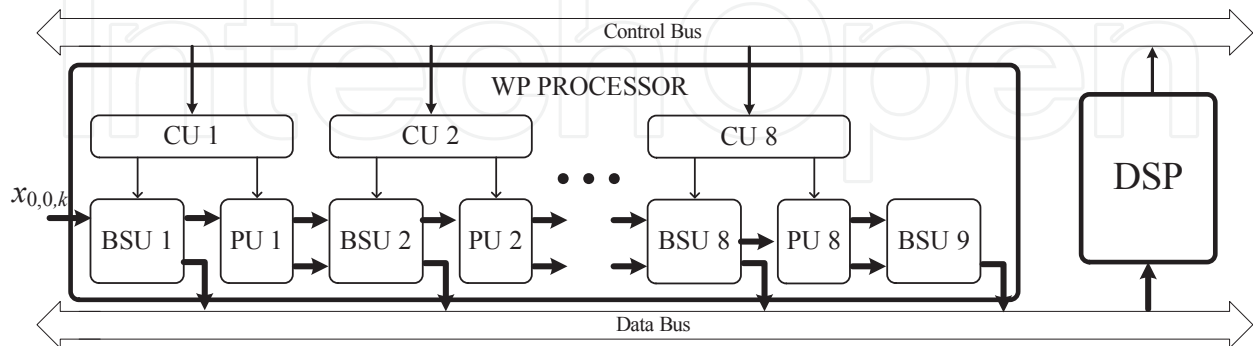 IntechOpen
Control Bus
WP PROCESSOR
CU 1
CU 2
CU 8
DSP
x0,0,k
BSU 1
PU 1
BSU 2
PU 2
BSU 8
PU 8
BSU 9
Data Bus